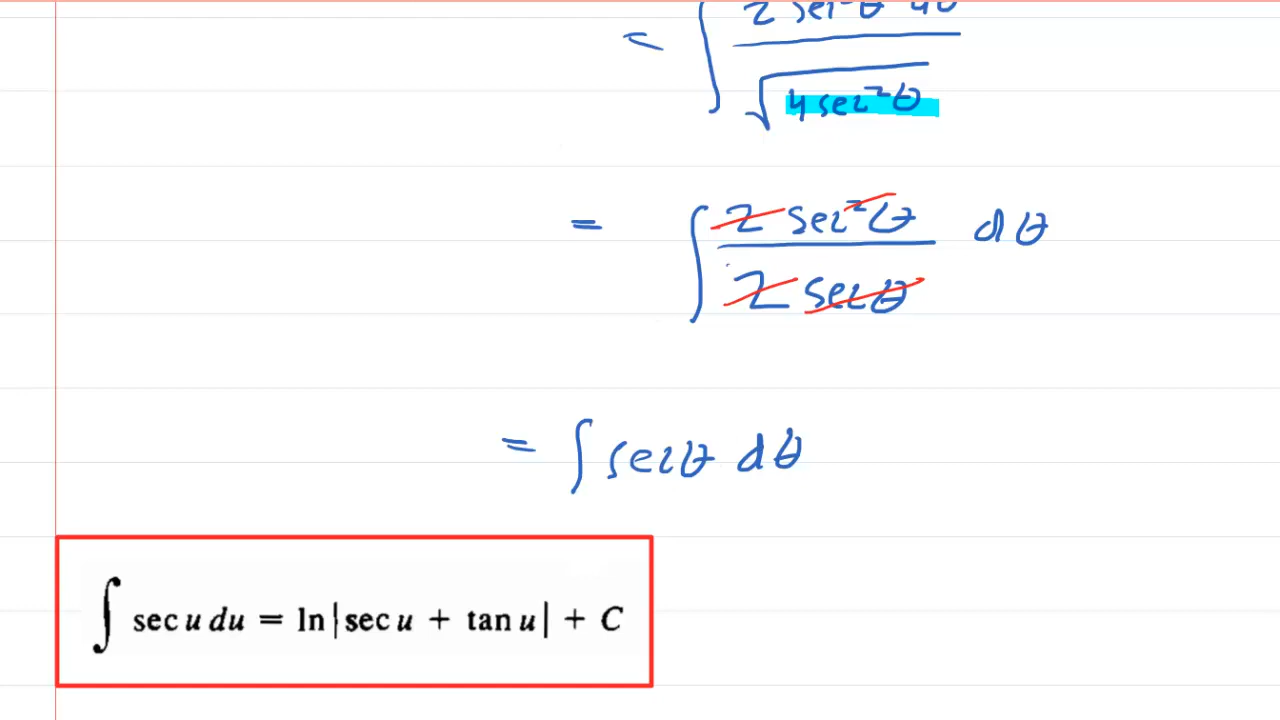 = ∫ 2 sec²θ dθ / √(4 sec²θ)
= ∫ 2 sec²θ / 2 secθ dθ
= ∫ secθ dθ
∫ sec u du = ln|sec u + tan u| + C